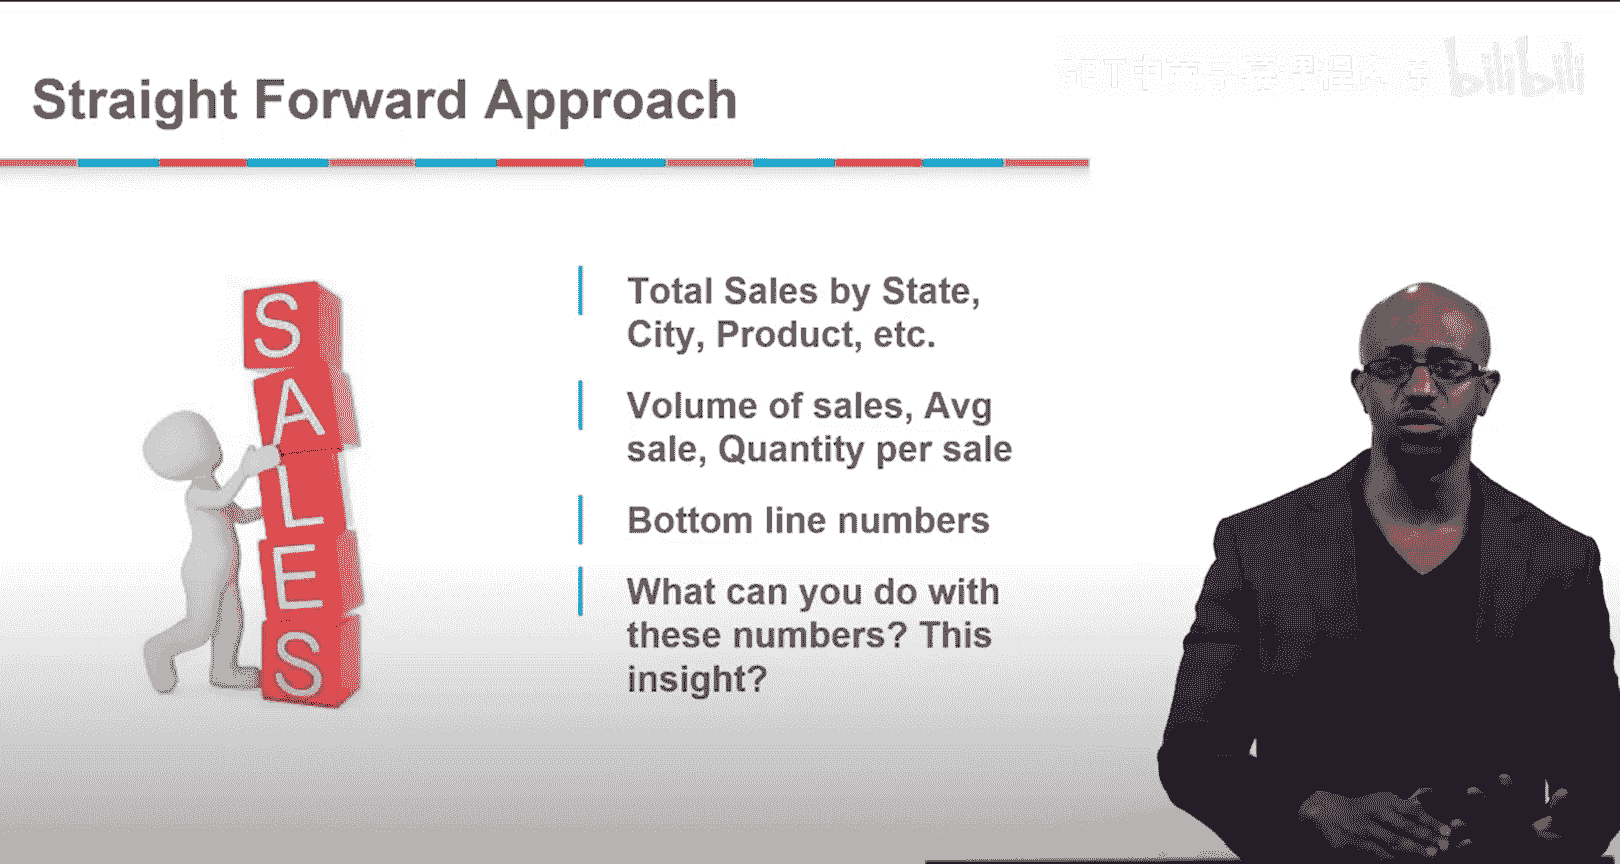 Straight Forward Approach
bilibili
S
A
L
E
S
Total Sales by State,
City, Product, etc.
Volume of sales, Avg
sale, Quantity per sale
Bottom line numbers
What can you do with
these numbers? This
insight?